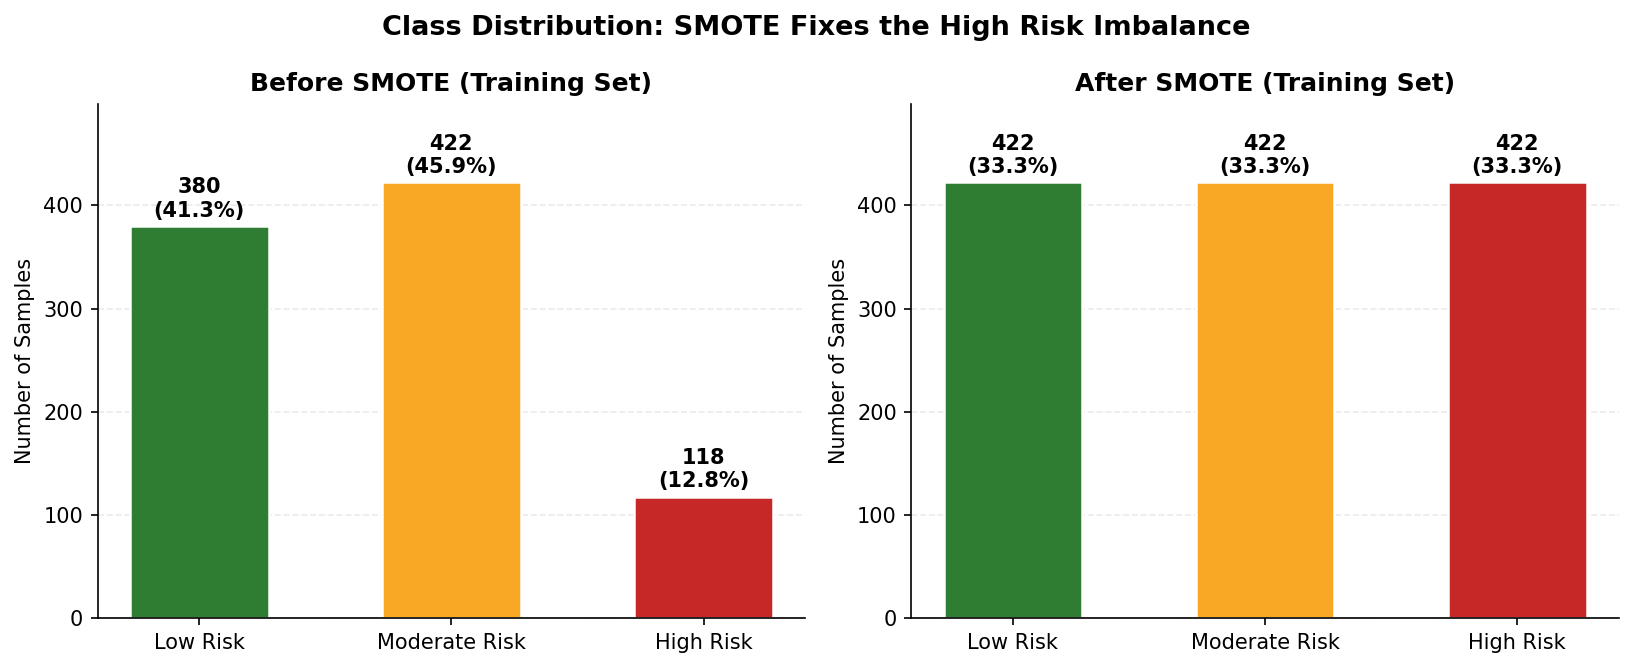 Class Distribution: SMOTE Fixes the High Risk Imbalance
Before SMOTE (Training Set)
Number of Samples
400
300
200
100
0
380
(41.3%)
422
(45.9%)
118
(12.8%)
Low Risk
Moderate Risk
High Risk
After SMOTE (Training Set)
Number of Samples
400
300
200
100
0
422
(33.3%)
422
(33.3%)
422
(33.3%)
Low Risk
Moderate Risk
High Risk